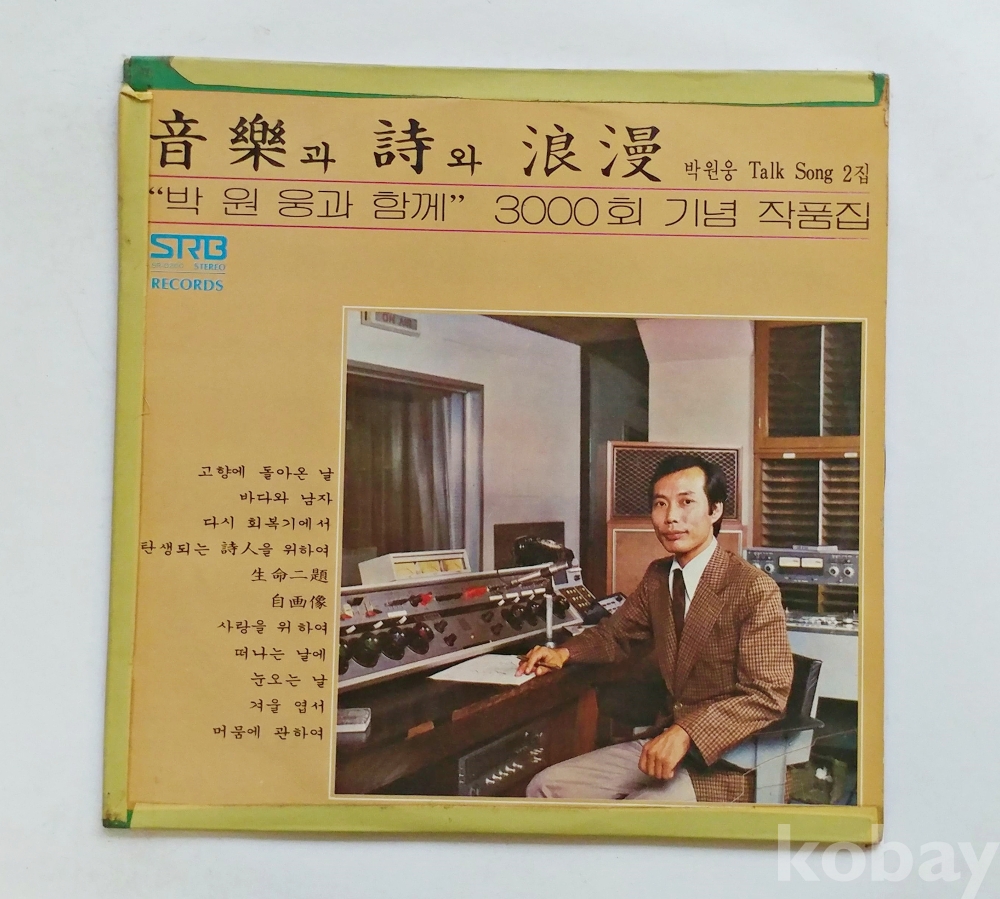 音樂과 詩와 浪漫 박원웅 Talk Song 2집
“박 원 웅과 함께” 3000회 기념 작품집
SRB
STEREO
RECORDS
ON AIR
고향에 돌아온 날
바다와 남자
다시 회복기에서
탄생되는 詩人을 위하여
生命二題
自画像
사랑을 위하여
떠나는 날에
눈오는 날
겨울 엽서
머뭄에 관하여
kobay